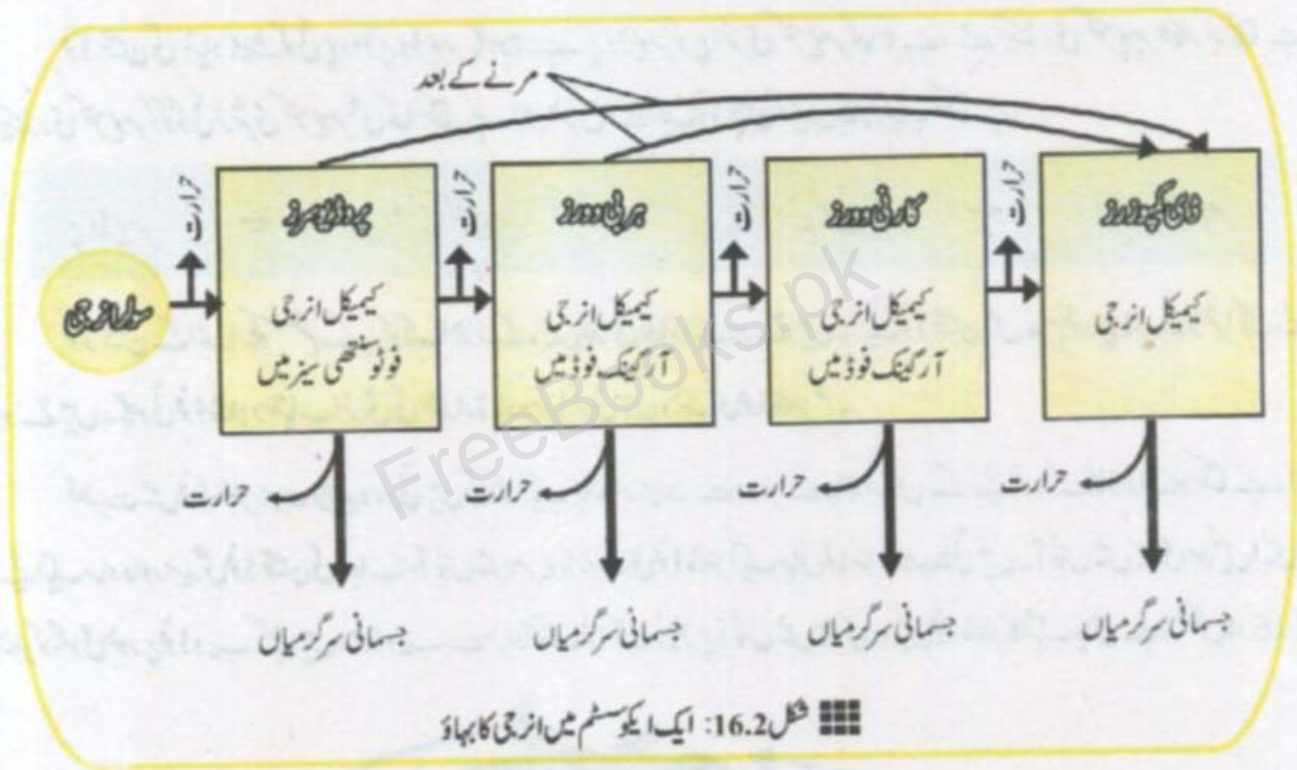 مرنے کے بعد
حرارت
حرارت
حرارت
حرارت
سولر انرجی
پروڈیوسرز
کیمیکل انرجی
فوٹوسنتھی سیز میں
ہربی وورز
کیمیکل انرجی
آرگینک فوڈ میں
کارنی وورز
کیمیکل انرجی
آرگینک فوڈ میں
ڈی کمپوزرز
کیمیکل انرجی
حرارت
حرارت
حرارت
حرارت
جسمانی سرگرمیاں
جسمانی سرگرمیاں
جسمانی سرگرمیاں
جسمانی سرگرمیاں
شکل 16.2: ایک ایکوسسٹم میں انرجی کا بہاؤ
FreeBooks.pk